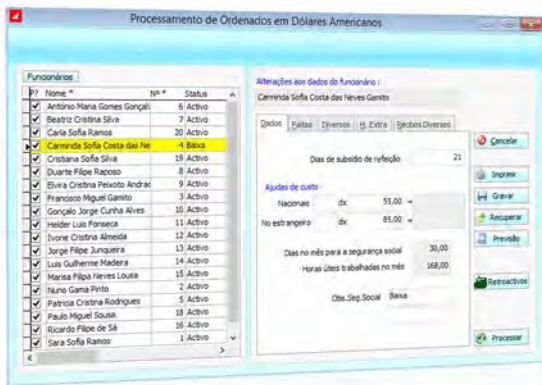 Processamento de Ordenados em Dólares Americanos
Funcionários
P? Nome Nº Status
António Maria Gomes Gonçal 6 Activo
Beatriz Cristina Silva 7 Activo
Carla Sofia Ramos 20 Activo
Carminda Sofia Costa das Ne 4 Baixa
Cristiana Sofia Silva 19 Activo
Duarte Filipe Raposo 8 Activo
Elvira Cristina Peixoto Andrac 9 Activo
Francisco Miguel Gamito 3 Activo
Gonçalo Jorge Cunha Alves 10 Activo
Helder Luis Fonseca 11 Activo
Ivone Cristina Almeida 12 Activo
Jorge Filipe Junqueira 13 Activo
Luis Guilherme Madeira 14 Activo
Marisa Filipa Nieves Lousa 15 Activo
Nuno Gama Pinto 2 Activo
Patricia Cristina Rodrigues 5 Activo
Paulo Miguel Sousa 18 Activo
Ricardo Filipe de Sá 16 Activo
Sara Sofia Ramos 1 Activo
Alterações aos dados do funcionário :
Carminda Sofia Costa das Neves Gamito
Dados Faltas Diversos H. Extra Recibos Diversos
Dias de subsidio de refeição 21
Ajudas de custo
Nacionais dx 55,00 =
No estrangeiro dx 85,00 =
Dias no mês para a segurança social 30,00
Horas úteis trabalhadas no mês 168,00
Obs.Seg.Social Baixa
Cancelar
Imprimir
Gravar
Recuperar
Previsão
Retroactivos
Processar